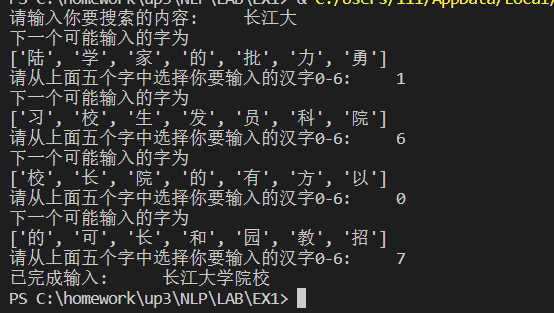 请输入你要搜素的内容:    长江大
下一个可能输入的字为
['陆', '学', '家', '的', '批', '力', '勇']
请从上面五个字中选择你要输入的汉字0-6:    1
下一个可能输入的字为
['习', '校', '生', '发', '员', '科', '院']
请从上面五个字中选择你要输入的汉字0-6:    6
下一个可能输入的字为
['校', '长', '院', '的', '有', '方', '以']
请从上面五个字中选择你要输入的汉字0-6:    0
下一个可能输入的字为
['的', '可', '长', '和', '园', '教', '招']
请从上面五个字中选择你要输入的汉字0-6:    7
已完成输入:    长江大学院校
PS C:\homework\up3\NLP\LAB\EX1>